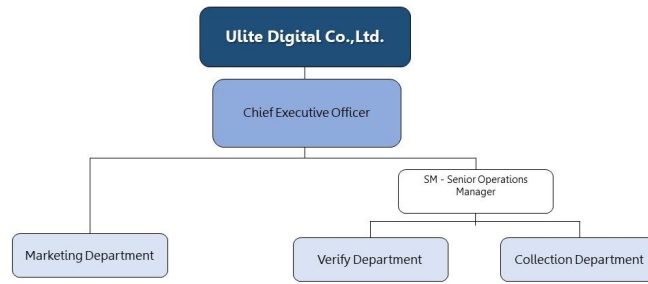 Ulite Digital Co.,Ltd.
Chief Executive Officer
SM - Senior Operations
Manager
Marketing Department
Verify Department
Collection Department